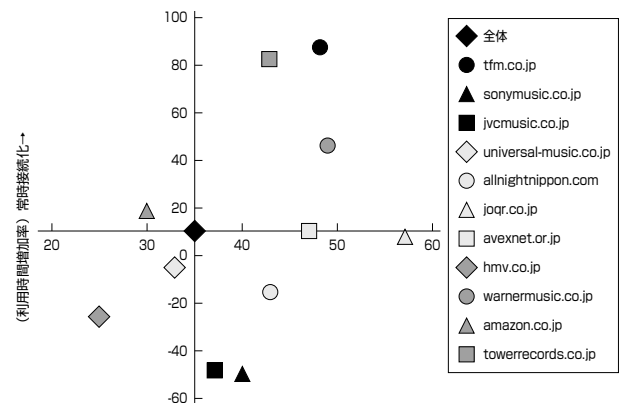 （利用時間増加率）常時接続化→
100
80
60
40
20
0
-20
-40
-60
20
30
40
50
60
全体
tfm.co.jp
sonymusic.co.jp
jvcmusic.co.jp
universal-music.co.jp
allnightnippon.com
joqr.co.jp
avexnet.or.jp
hmv.co.jp
warnermusic.co.jp
amazon.co.jp
towerrecords.co.jp